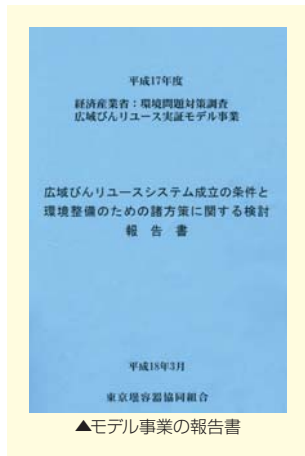 平成17年度
経済産業省：環境問題対策調査
広域びんリユース実証モデル事業
広域びんリユースシステム成立の条件と
環境整備のための諸方策に関する検討
報告書
平成18年3月
東京壜容器協同組合
▲モデル事業の報告書